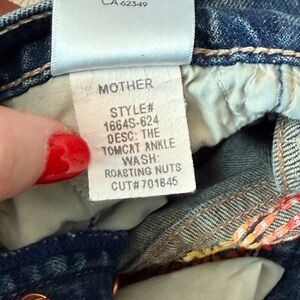 CA 62349
MOTHER
STYLE#
1664S-624
DESC: THE
TOMCAT ANKLE
WASH:
ROASTING NUTS
CUT#701845